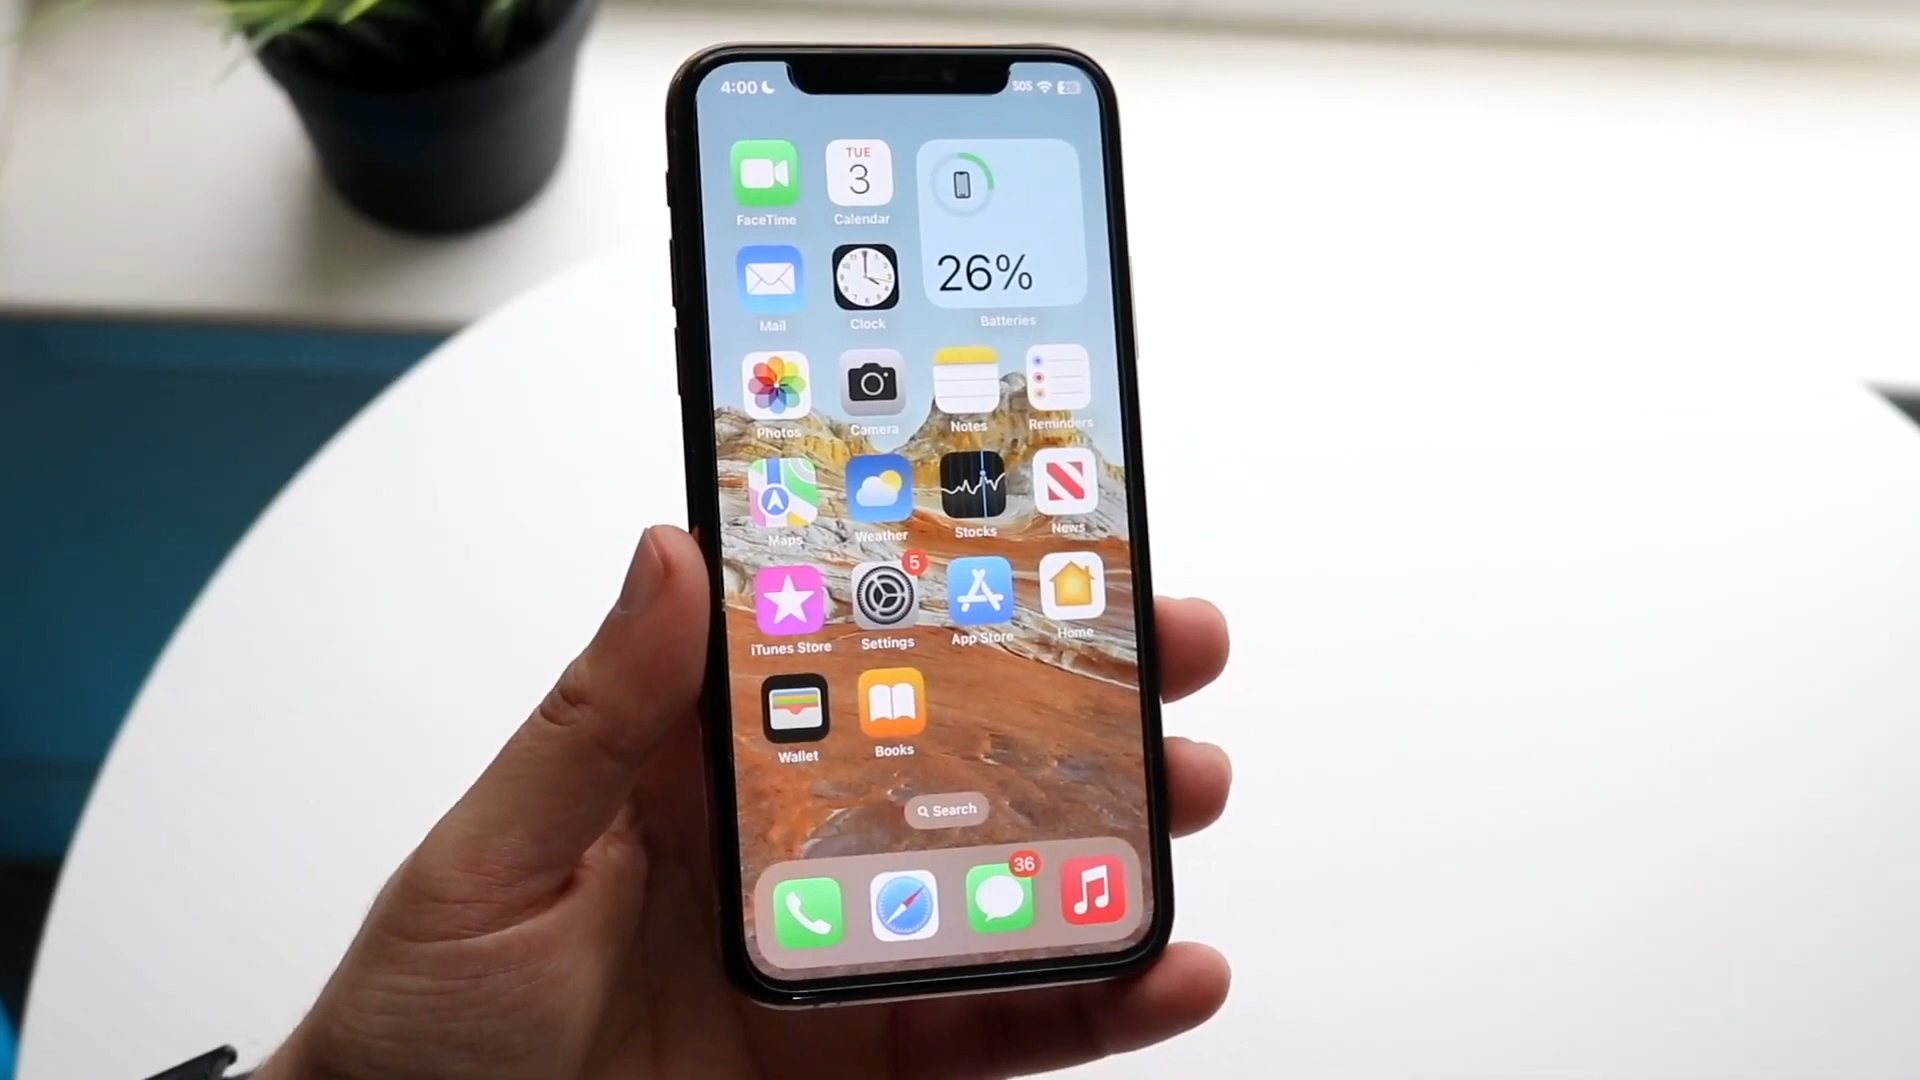 4:00 SOS
FaceTime
TUE
3
Calendar
26%
Batteries
Mail
Clock
Photos
Camera
Notes
Reminders
Maps
Weather
Stocks
News
iTunes Store
5
Settings
App Store
Home
Wallet
Books
Search
36